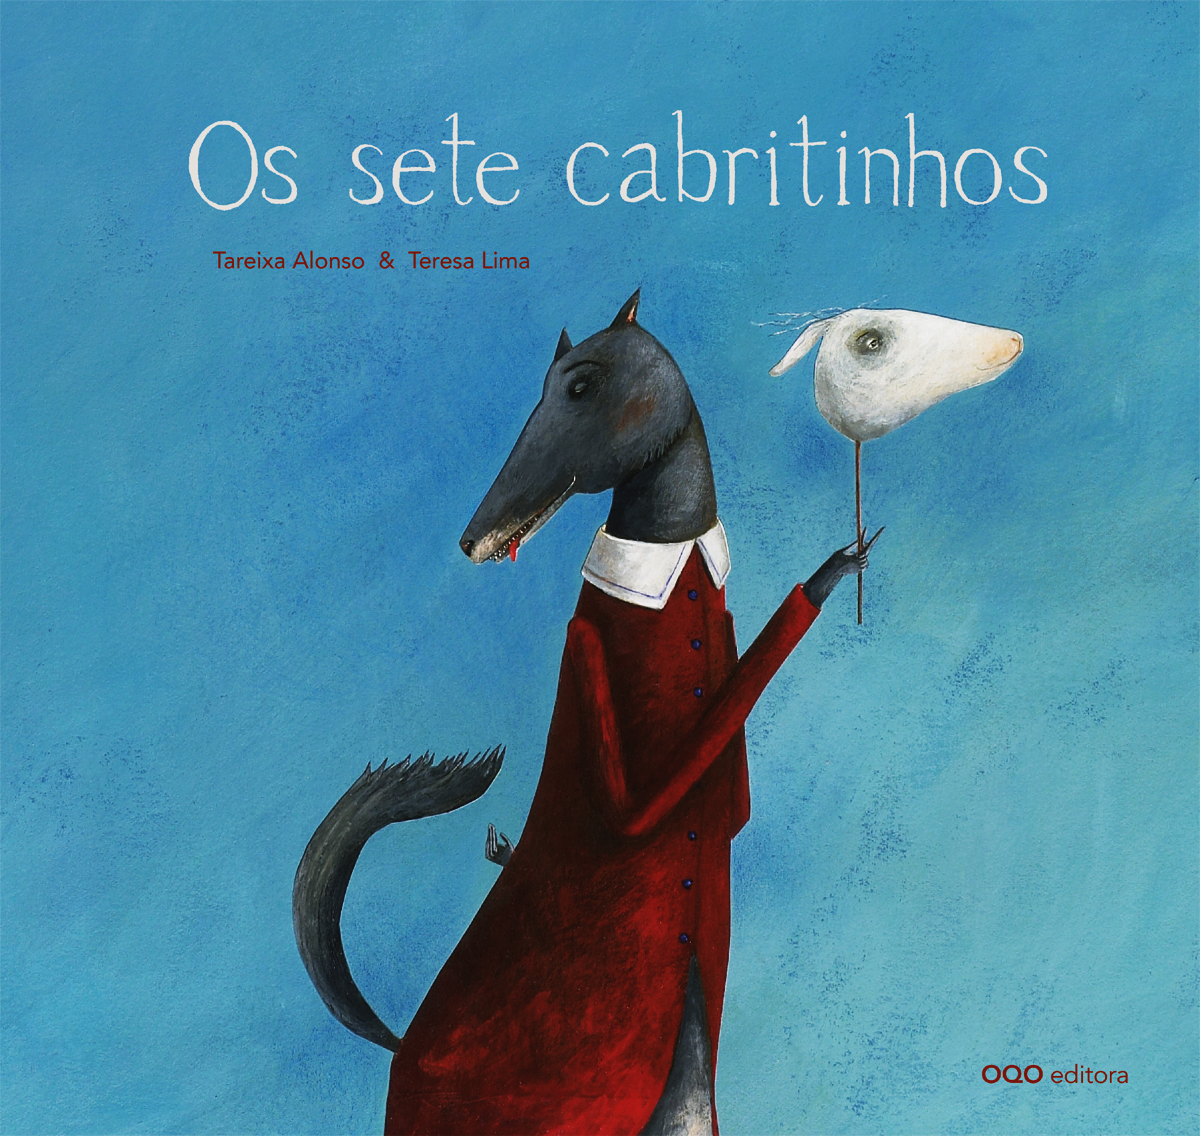 Os sete cabritinhos
Tareixa Alonso & Teresa Lima
OQO editora